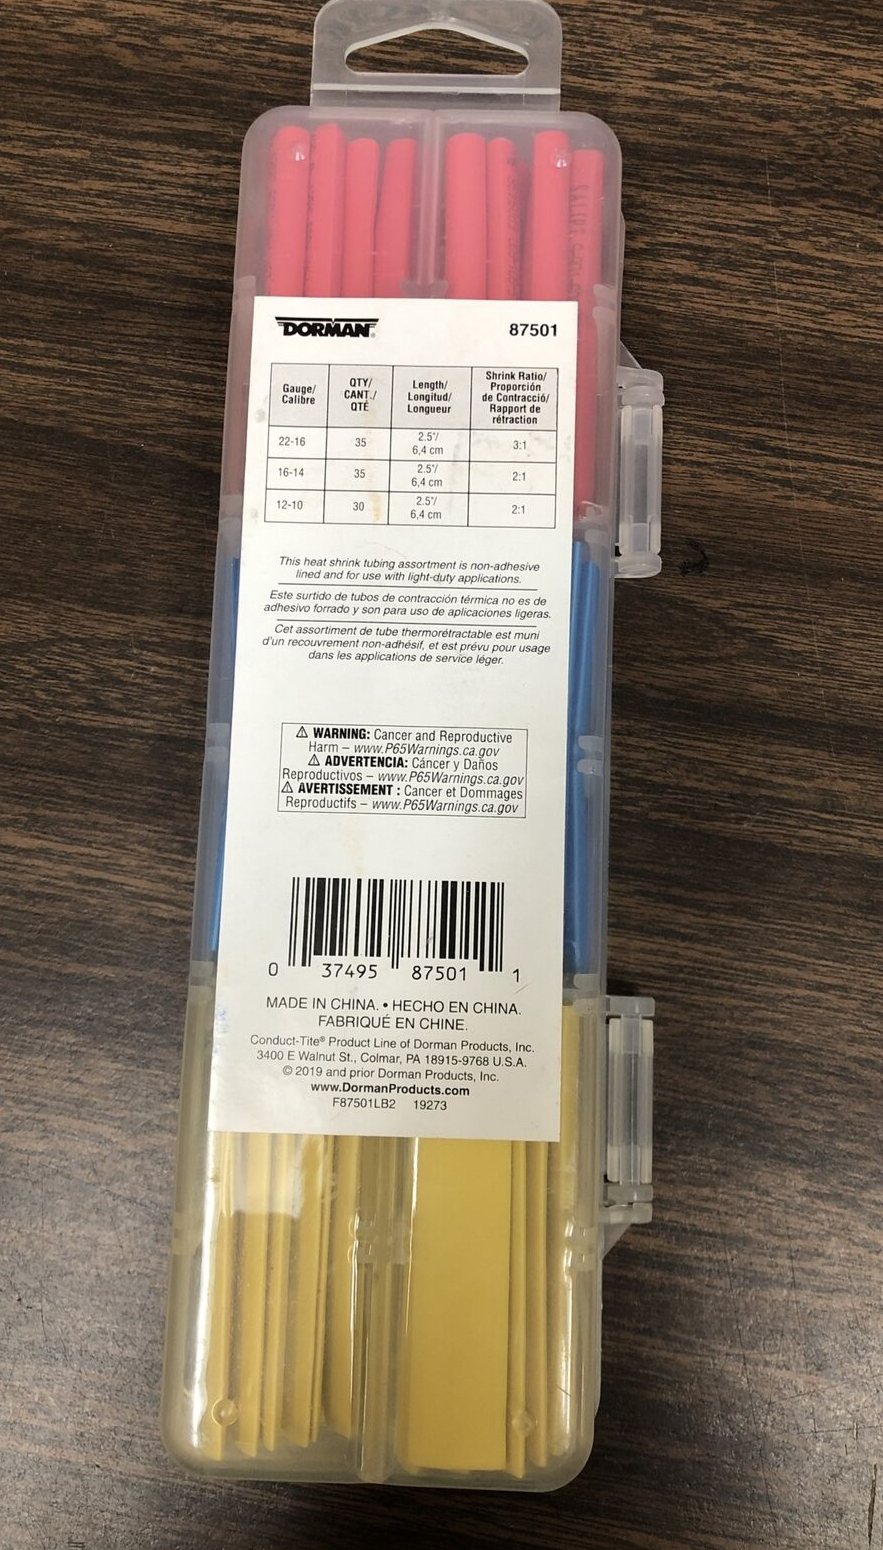 DORMAN®
87501
Gauge/
Calibre
QTY/
CANT./
QTÉ
Length/
Longitud/
Longueur
Shrink Ratio/
Proporción
de Contracció/
Rapport de
rétraction
22-16 35 2.5"/ 6,4 cm 3:1
16-14 35 2.5"/ 6,4 cm 2:1
12-10 30 2.5"/ 6,4 cm 2:1
This heat shrink tubing assortment is non-adhesive
lined and for use with light-duty applications.
Este surtido de tubos de contracción térmica no es de
adhesivo forrado y son para uso de aplicaciones ligeras.
Cet assortiment de tube thermorétractable est muni
d'un recouvrement non-adhésif, et est prévu pour usage
dans les applications de service léger.
⚠ WARNING: Cancer and Reproductive
Harm – www.P65Warnings.ca.gov
⚠ ADVERTENCIA: Cáncer y Daños
Reproductivos – www.P65Warnings.ca.gov
⚠ AVERTISSEMENT : Cancer et Dommages
Reproductifs – www.P65Warnings.ca.gov
0 37495 87501 1
MADE IN CHINA. • HECHO EN CHINA.
FABRIQUÉ EN CHINE.
Conduct-Tite® Product Line of Dorman Products, Inc.
3400 E Walnut St., Colmar, PA 18915-9768 U.S.A.
© 2019 and prior Dorman Products, Inc.
www.DormanProducts.com
F87501LB2 19273